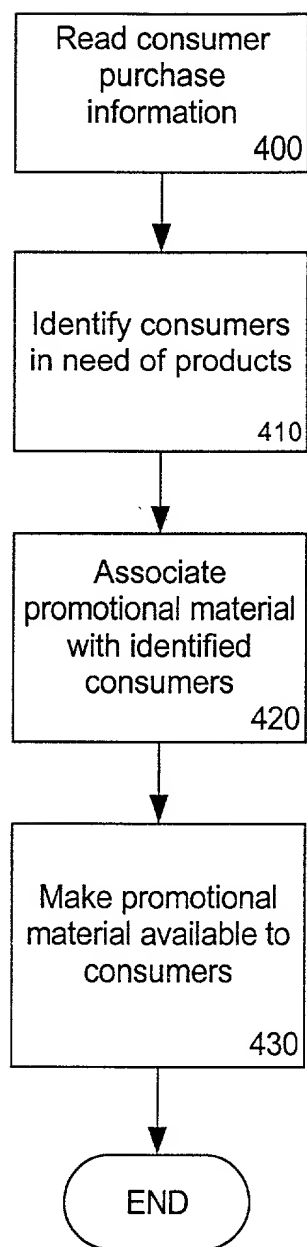 Read consumer
purchase
information
400
Identify consumers
in need of products
410
Associate
promotional material
with identified
consumers
420
Make promotional
material available to
consumers
430
END